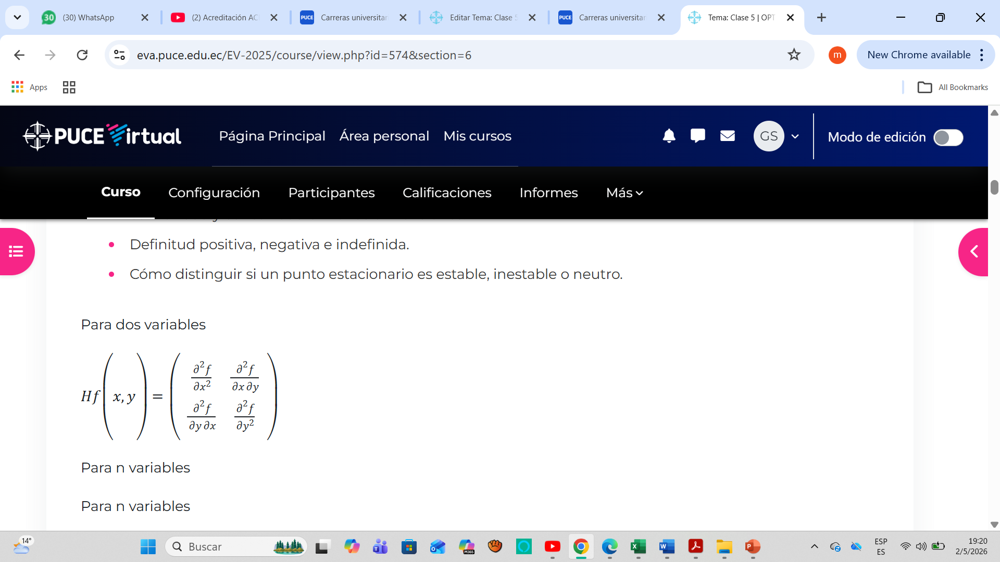 (30) WhatsApp
(2) Acreditación AC
Carreras universitar
Editar Tema: Clase 5
Carreras universitar
Tema: Clase 5 | OPT
eva.puce.edu.ec/EV-2025/course/view.php?id=574&section=6
m
New Chrome available
Apps
All Bookmarks
PUCE Virtual
Página Principal
Área personal
Mis cursos
GS
Modo de edición
Curso
Configuración
Participantes
Calificaciones
Informes
Más
Definitud positiva, negativa e indefinida.
Cómo distinguir si un punto estacionario es estable, inestable o neutro.
Para dos variables
Hf(x,y) = ( ∂²f/∂x² ∂²f/∂x∂y
∂²f/∂y∂x ∂²f/∂y² )
Para n variables
Para n variables
14°
Buscar
ESP
ES
19:20
2/5/2026